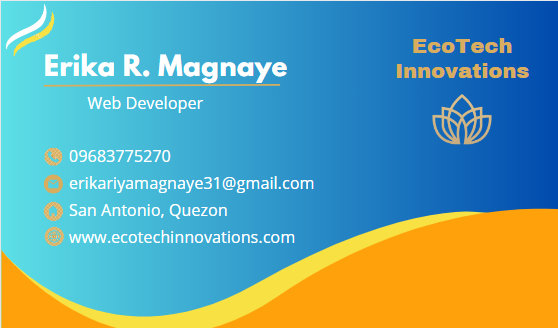 Erika R. Magnaye
Web Developer
EcoTech
Innovations
09683775270
erikariyamagnaye31@gmail.com
San Antonio, Quezon
www.ecotechinnovations.com